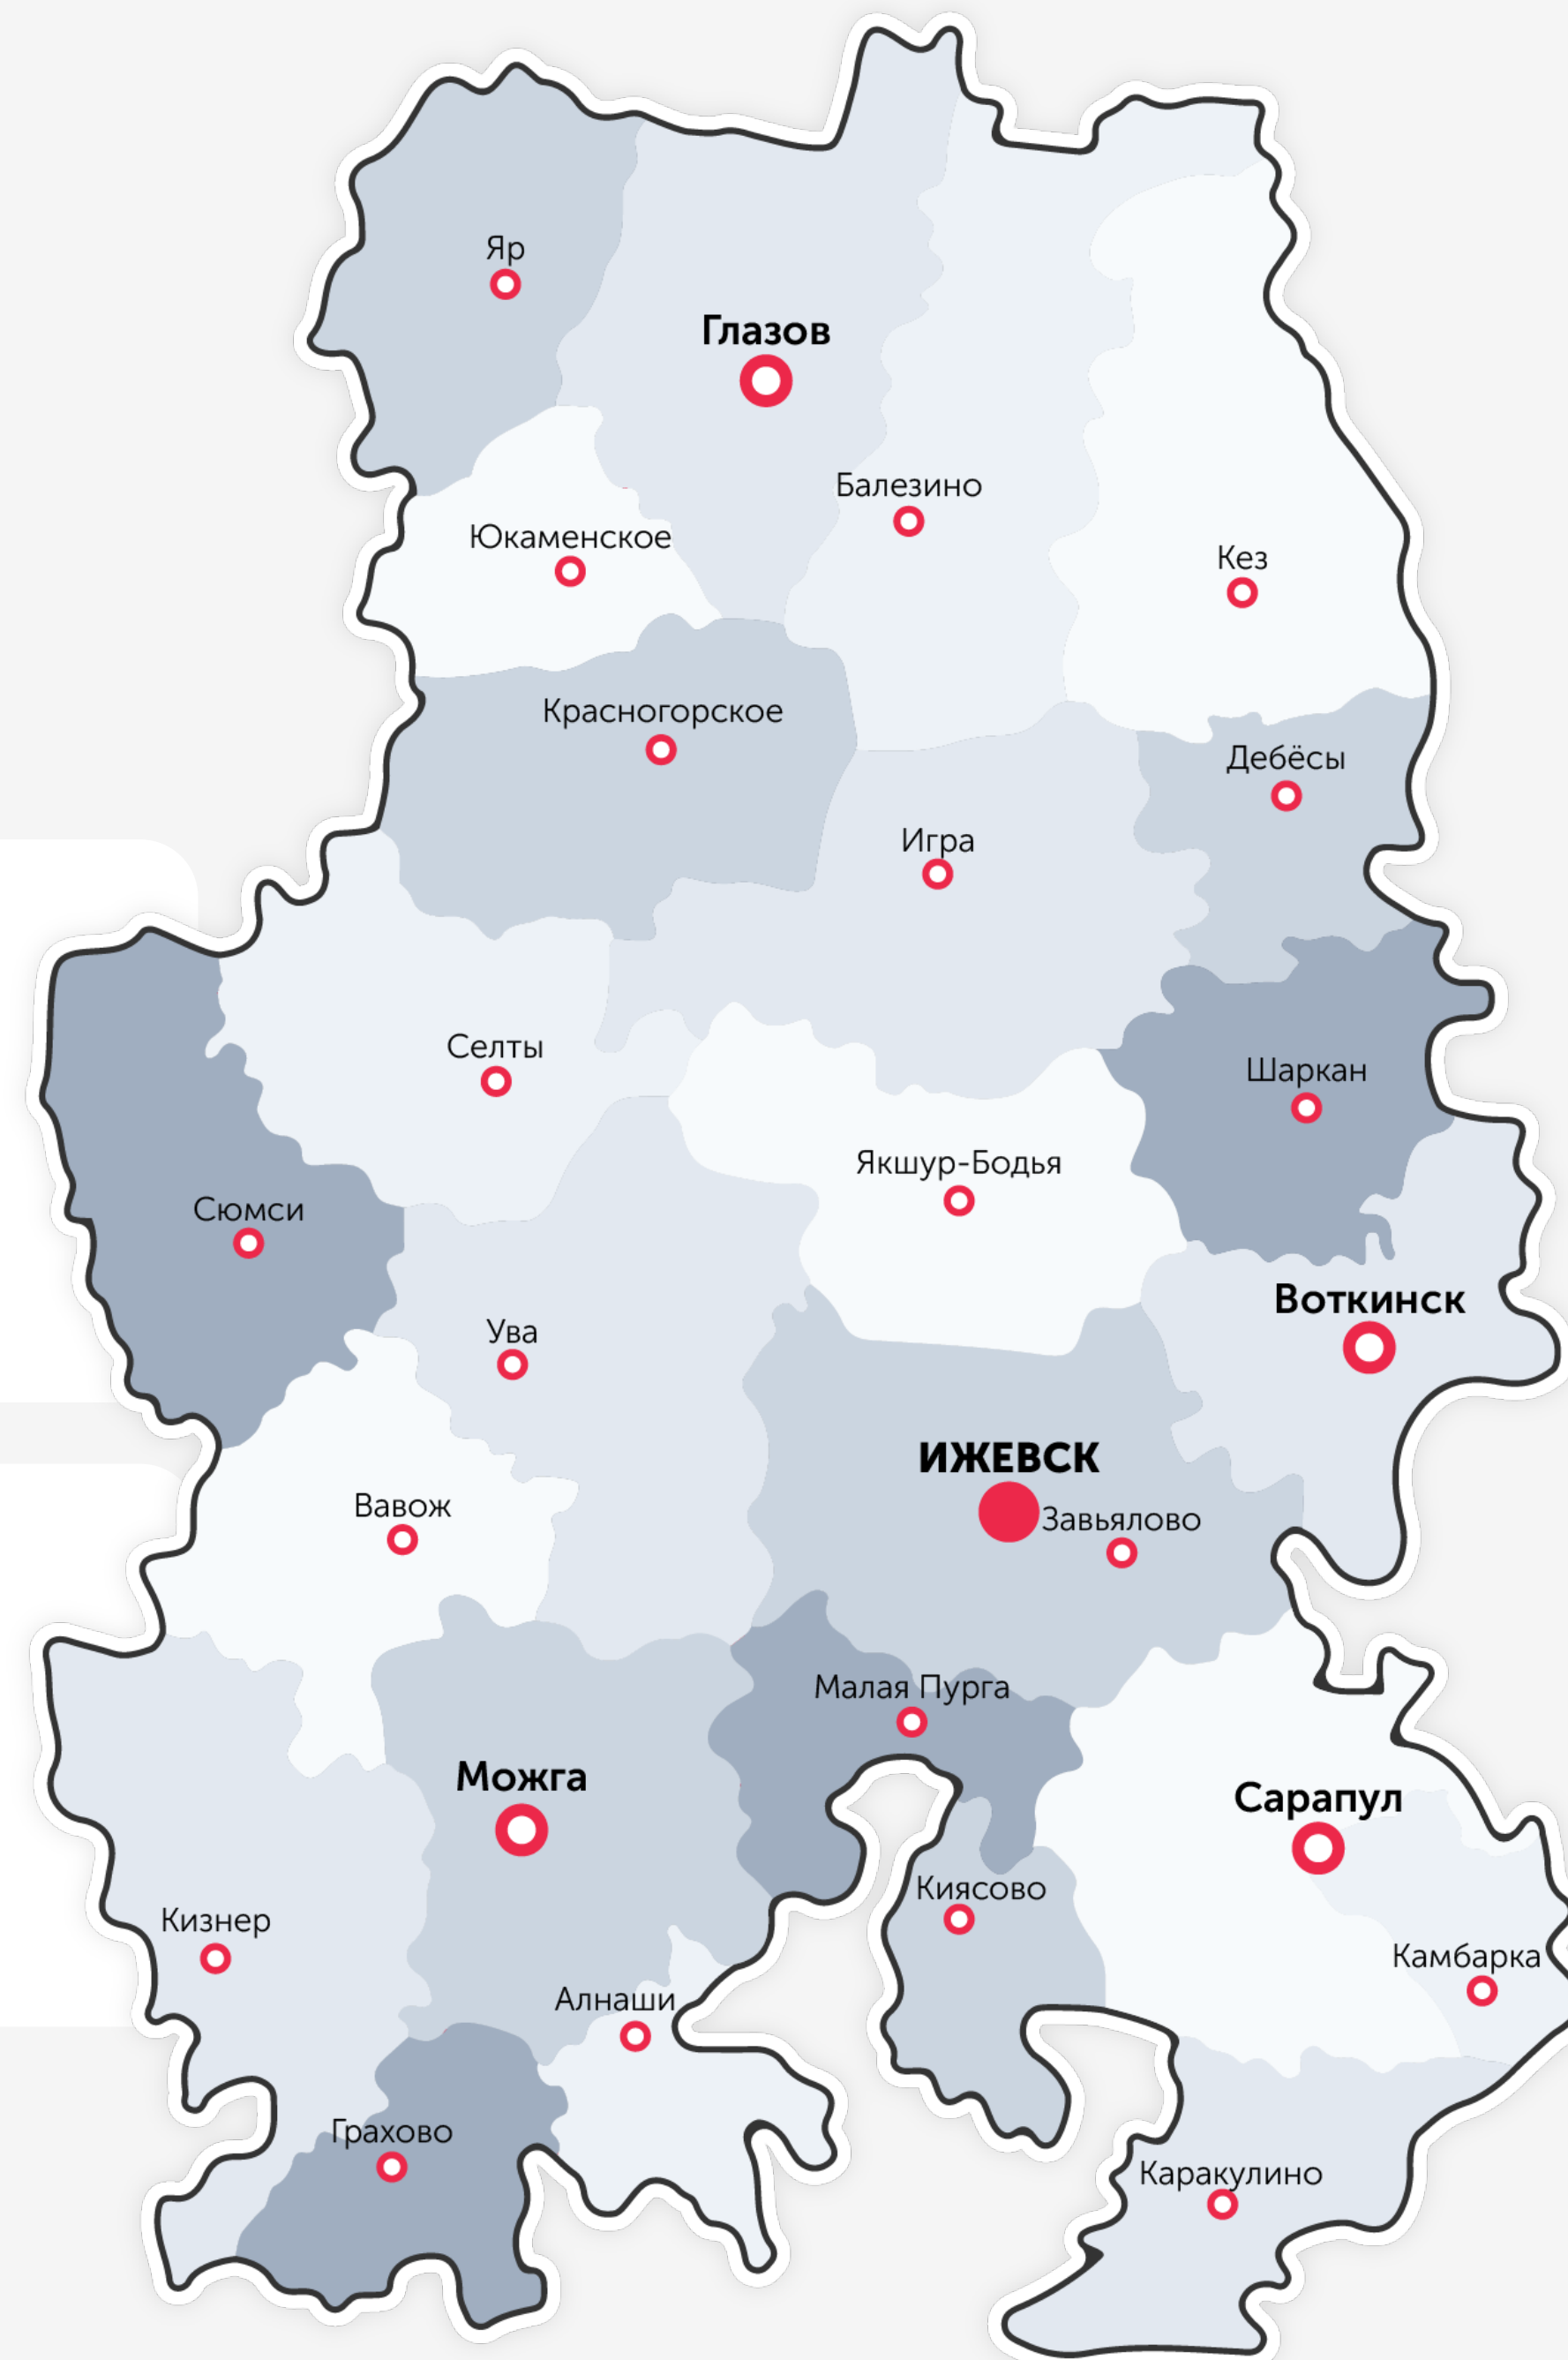 Яр
Глазов
Балезино
Юкаменское
Кез
Красногорское
Дебёсы
Игра
Селты
Шаркан
Якшур-Бодья
Сюмси
Воткинск
Ува
ИЖЕВСК
Вавож
Завьялово
Малая Пурга
Можга
Сарапул
Киясово
Кизнер
Камбарка
Алнаши
Грахово
Каракулино